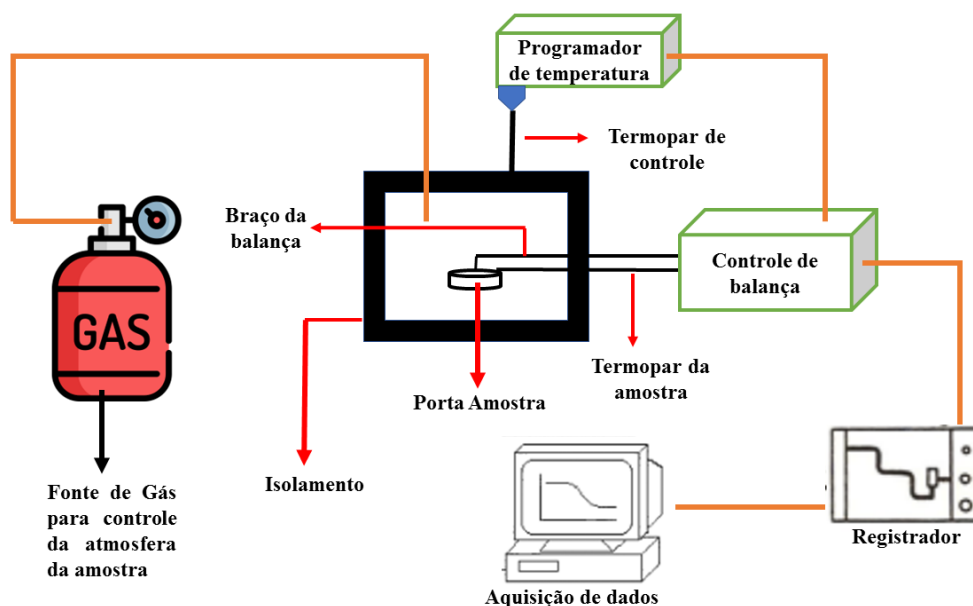 Programador
de temperatura
Termopar de
controle
Braço da
balança
Controle de
balança
GAS
Termopar da
amostra
Porta Amostra
Isolamento
Fonte de Gás
para controle
da atmosfera
da amostra
Registrador
Aquisição de dados